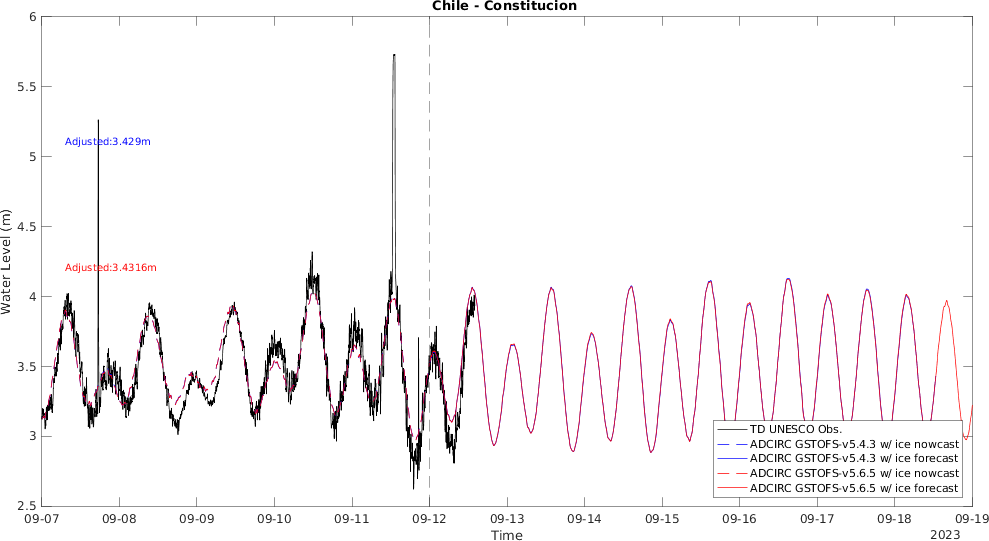 Chile - Constitucion
6
5.5
5
4.5
4
3.5
3
2.5
Water Level (m)
Adjusted:3.429m
Adjusted:3.4316m
TD UNESCO Obs.
ADCIRC GSTOFS-v5.4.3 w/ ice nowcast
ADCIRC GSTOFS-v5.4.3 w/ ice forecast
ADCIRC GSTOFS-v5.6.5 w/ ice nowcast
ADCIRC GSTOFS-v5.6.5 w/ ice forecast
09-07 09-08 09-09 09-10 09-11 09-12 09-13 09-14 09-15 09-16 09-17 09-18 09-19
Time
2023